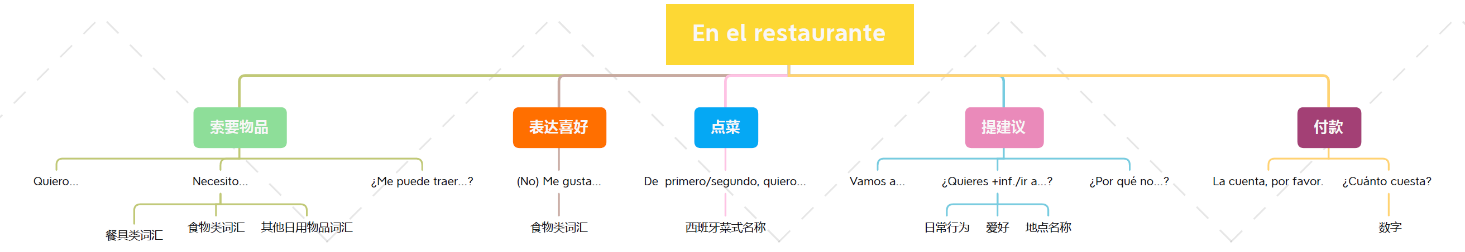 En el restaurante
索要物品
表达喜好
点菜
提建议
付款
Quiero...
Necesito...
¿Me puede traer...?
(No) Me gusta...
De primero/segundo, quiero...
Vamos a...
¿Quieres +inf./ir a...?
¿Por qué no...?
La cuenta, por favor.
¿Cuánto cuesta?
餐具类词汇
食物类词汇
其他日用物品词汇
食物类词汇
西班牙菜式名称
日常行为
爱好
地点名称
数字